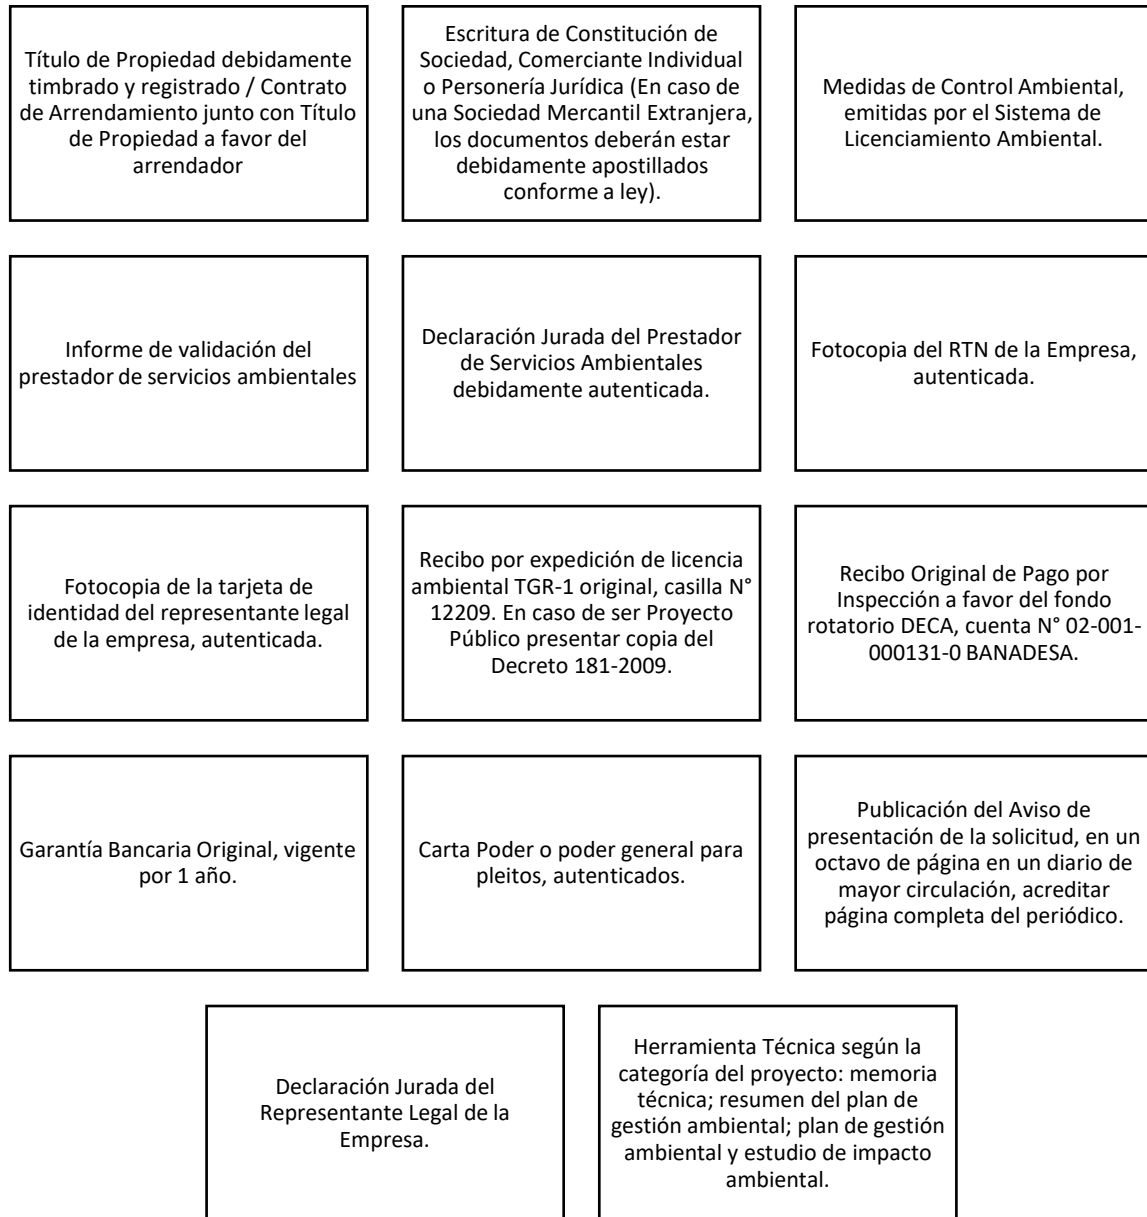 Título de Propiedad debidamente
timbrado y registrado / Contrato
de Arrendamiento junto con Título
de Propiedad a favor del
arrendador
Escritura de Constitución de
Sociedad, Comerciante Individual
o Personería Jurídica (En caso de
una Sociedad Mercantil Extranjera,
los documentos deberán estar
debidamente apostillados
conforme a ley).
Medidas de Control Ambiental,
emitidas por el Sistema de
Licenciamiento Ambiental.
Informe de validación del
prestador de servicios ambientales
Declaración Jurada del Prestador
de Servicios Ambientales
debidamente autenticada.
Fotocopia del RTN de la Empresa,
autenticada.
Fotocopia de la tarjeta de
identidad del representante legal
de la empresa, autenticada.
Recibo por expedición de licencia
ambiental TGR-1 original, casilla N°
12209. En caso de ser Proyecto
Público presentar copia del
Decreto 181-2009.
Recibo Original de Pago por
Inspección a favor del fondo
rotatorio DECA, cuenta N° 02-001-
000131-0 BANADESA.
Garantía Bancaria Original, vigente
por 1 año.
Carta Poder o poder general para
pleitos, autenticados.
Publicación del Aviso de
presentación de la solicitud, en un
octavo de página en un diario de
mayor circulación, acreditar
página completa del periódico.
Declaración Jurada del
Representante Legal de la
Empresa.
Herramienta Técnica según la
categoría del proyecto: memoria
técnica; resumen del plan de
gestión ambiental; plan de gestión
ambiental y estudio de impacto
ambiental.